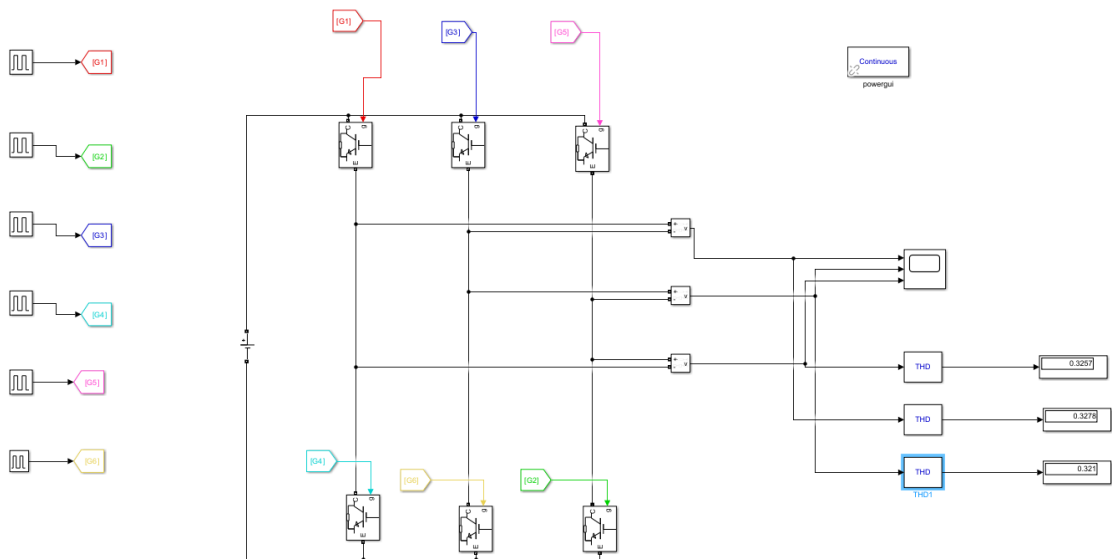 [G1]
[G3]
[G5]
Continuous
powergui
[G1]
[G2]
[G3]
[G4]
[G5]
[G6]
C
g
E
C
g
E
C
g
E
+
-
v
+
-
v
+
-
v
+
THD
0.3257
THD
0.3278
THD
0.321
THD1
[G4]
[G6]
[G2]
C
g
E
C
g
E
C
g
E